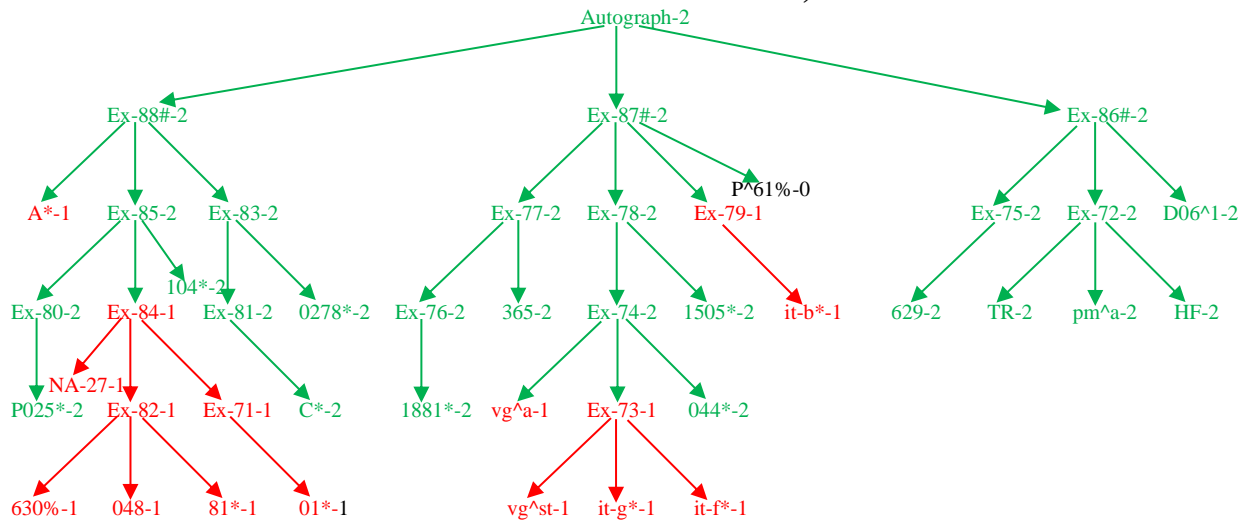 Autograph-2
Ex-88#-2 Ex-87#-2 Ex-86#-2
P^61%-0
A*-1 Ex-85-2 Ex-83-2 Ex-77-2 Ex-78-2 Ex-79-1 Ex-75-2 Ex-72-2 D06^1-2
104*-2
Ex-80-2 Ex-84-1 Ex-81-2 0278*-2 Ex-76-2 365-2 Ex-74-2 1505*-2 it-b*-1 629-2 TR-2 pm^a-2 HF-2
NA-27-1
P025*-2 Ex-82-1 Ex-71-1 C*-2 1881*-2 vg^a-1 Ex-73-1 044*-2
630%-1 048-1 81*-1 01*-1 vg^st-1 it-g*-1 it-f*-1